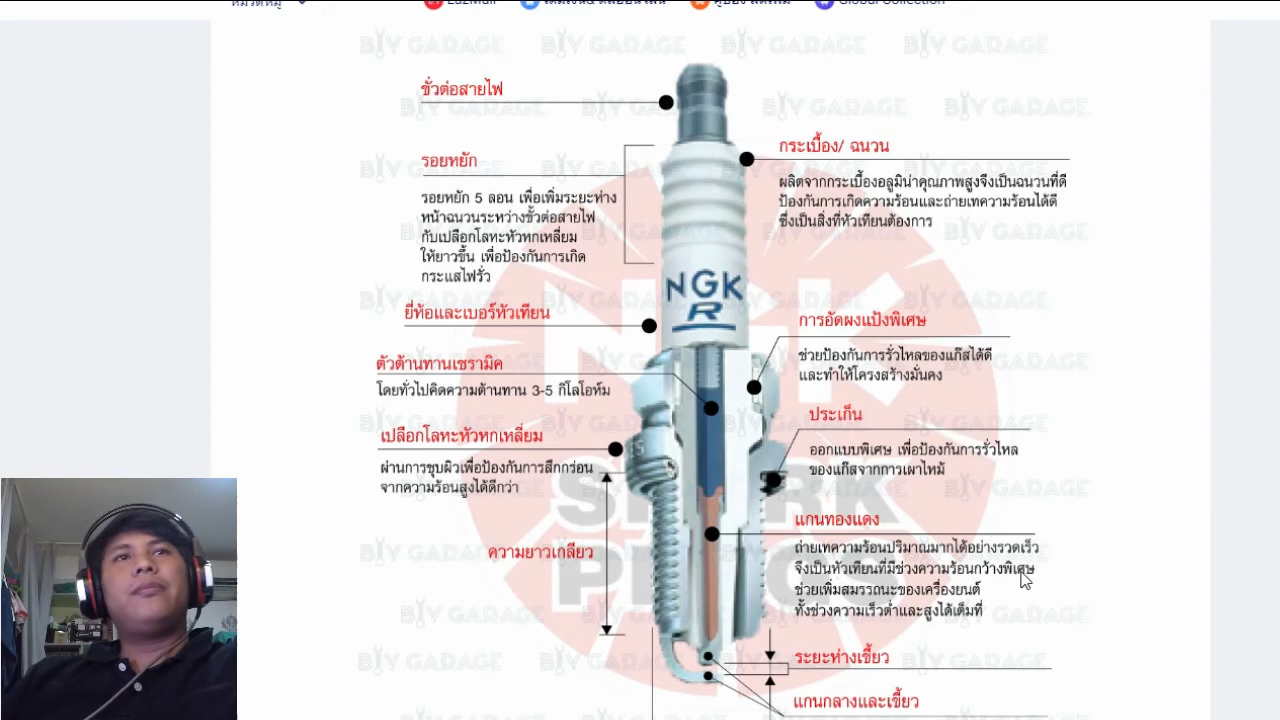 หมวดหมู่
LazMall
Global Collection
BIY GARAGE BIY GARAGE BIY GARAGE BIY GARAGE
ขั่วต่อสายไฟ
รอยหยัก
รอยหยัก 5 ลอน เพื่อเพิ่มระยะห่าง
หน้าฉนวนระหว่างขั้วต่อสายไฟ
กับเปลือกโลหะหัวหกเหลี่ยม
ให้ยาวขึ้น เพื่อป้องกันการเกิด
กระแสไฟรั่ว
กระเบื้อง/ ฉนวน
ผลิตจากกระเบื้องอลูมิน่าคุณภาพสูงจึงเป็นฉนวนที่ดี
ป้องกันการเกิดความร้อนและถ่ายเทความร้อนได้ดี
ซึ่งเป็นสิ่งที่หัวเทียนต้องการ
NGK
R
ยี่ห้อและเบอร์หัวเทียน
การอัดผงแป้งพิเศษ
ช่วยป้องกันการรั่วไหลของแก๊สได้ดี
และทำให้โครงสร้างมั่นคง
ตัวต้านทานเซรามิค
โดยทั่วไปคิดความต้านทาน 3-5 กิโลโอห์ม
ประเก็น
ออกแบบพิเศษ เพื่อป้องกันการรั่วไหล
ของแก๊สจากการเผาไหม้
เปลือกโลหะหัวหกเหลี่ยม
ผ่านการชุบผิวเพื่อป้องกันการสึกกร่อน
จากความร้อนสูงได้ดีกว่า
NGK
SPARK
PLUGS
แกนทองแดง
ถ่ายเทความร้อนปริมาณมากได้อย่างรวดเร็ว
จึงเป็นหัวเทียนที่มีช่วงความร้อนกว้างพิเศษ
ช่วยเพิ่มสมรรถนะของเครื่องยนต์
ทั้งช่วงความเร็วต่ำและสูงได้เต็มที่
ความยาวเกลียว
ระยะห่างเขี้ยว
แกนกลางและเขี้ยว